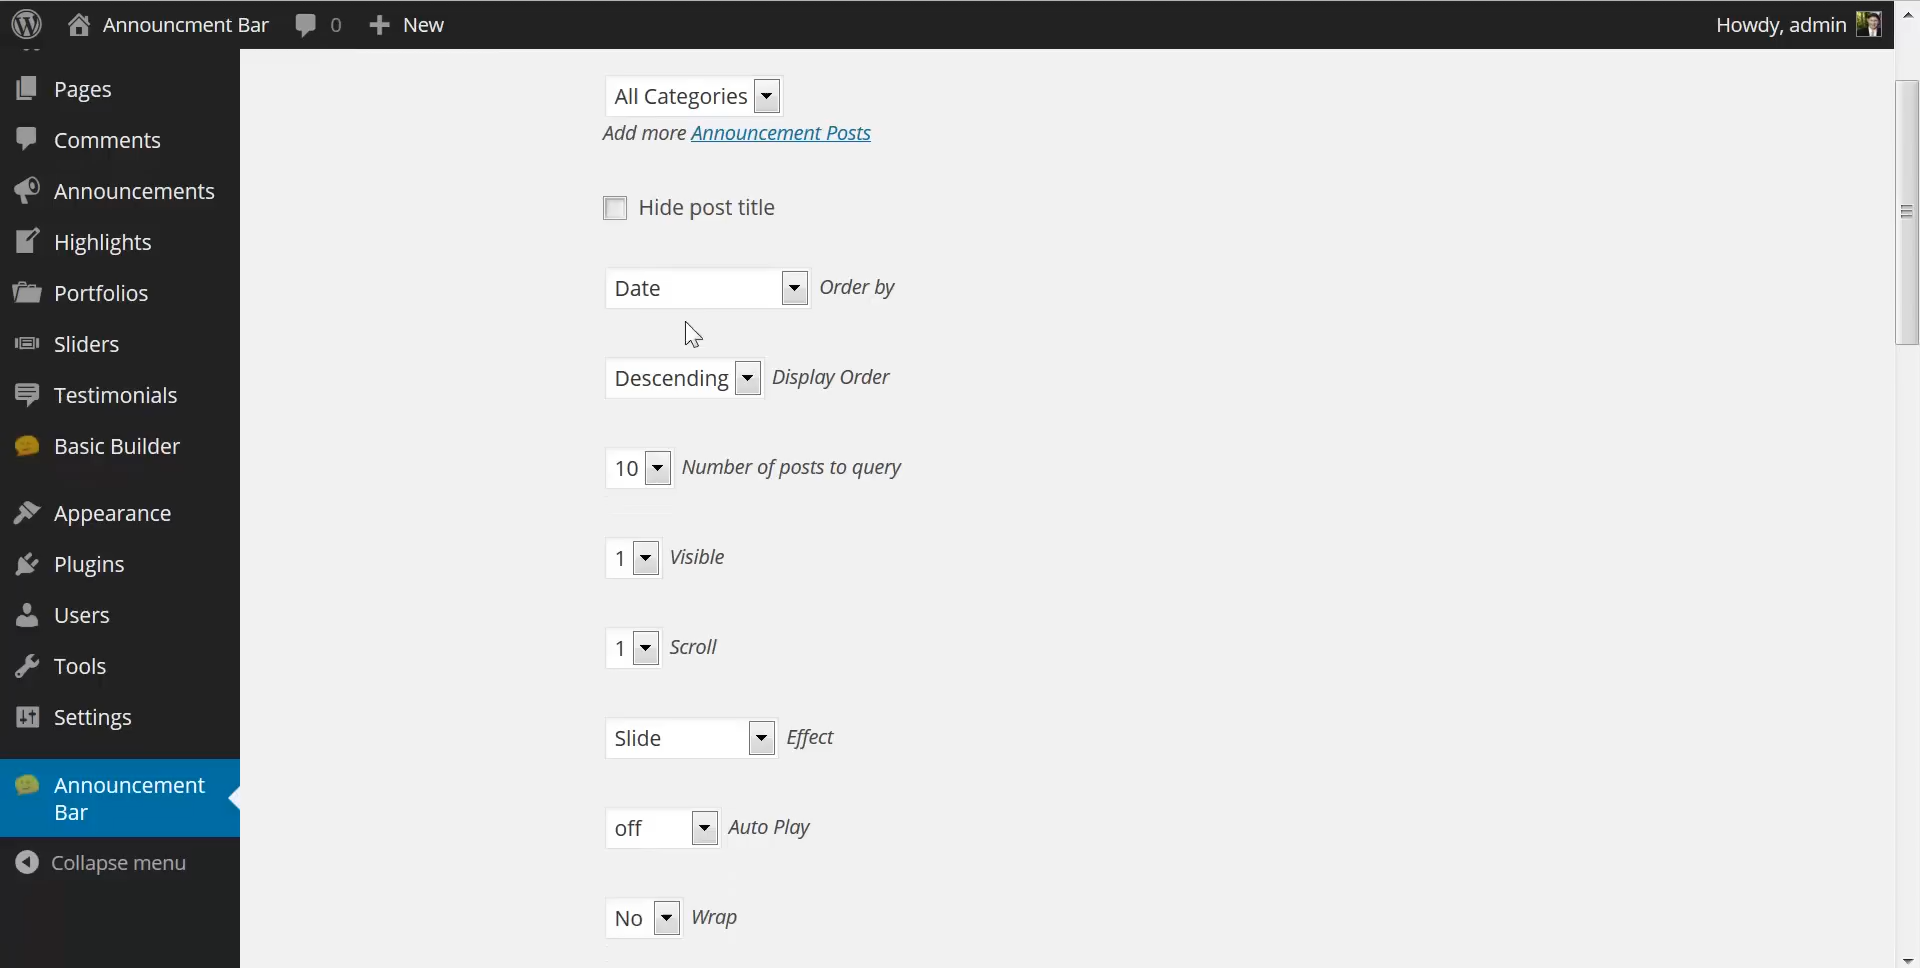 Announcment Bar 0 New Howdy, admin
Pages
Comments
Announcements
Highlights
Portfolios
Sliders
Testimonials
Basic Builder
Appearance
Plugins
Users
Tools
Settings
Announcement
Bar
Collapse menu
All Categories
Add more Announcement Posts
Hide post title
Date Order by
Descending Display Order
10 Number of posts to query
1 Visible
1 Scroll
Slide Effect
off Auto Play
No Wrap